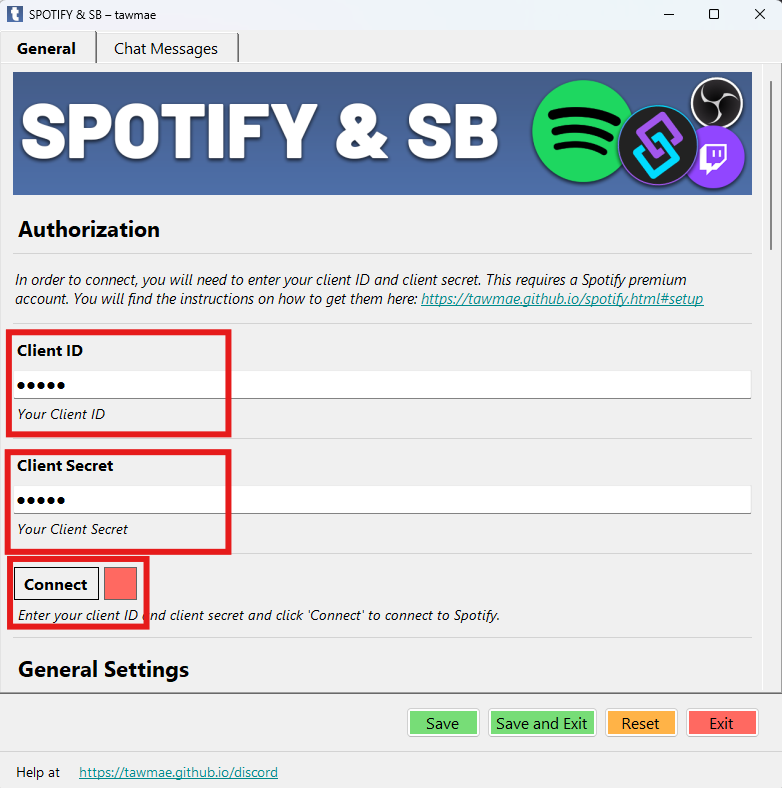 SPOTIFY & SB – tawmae
General
Chat Messages
SPOTIFY & SB
Authorization
In order to connect, you will need to enter your client ID and client secret. This requires a Spotify premium
account. You will find the instructions on how to get them here: https://tawmae.github.io/spotify.html#setup
Client ID
●●●●●
Your Client ID
Client Secret
●●●●●
Your Client Secret
Connect
Enter your client ID and client secret and click 'Connect' to connect to Spotify.
General Settings
Save
Save and Exit
Reset
Exit
Help at https://tawmae.github.io/discord